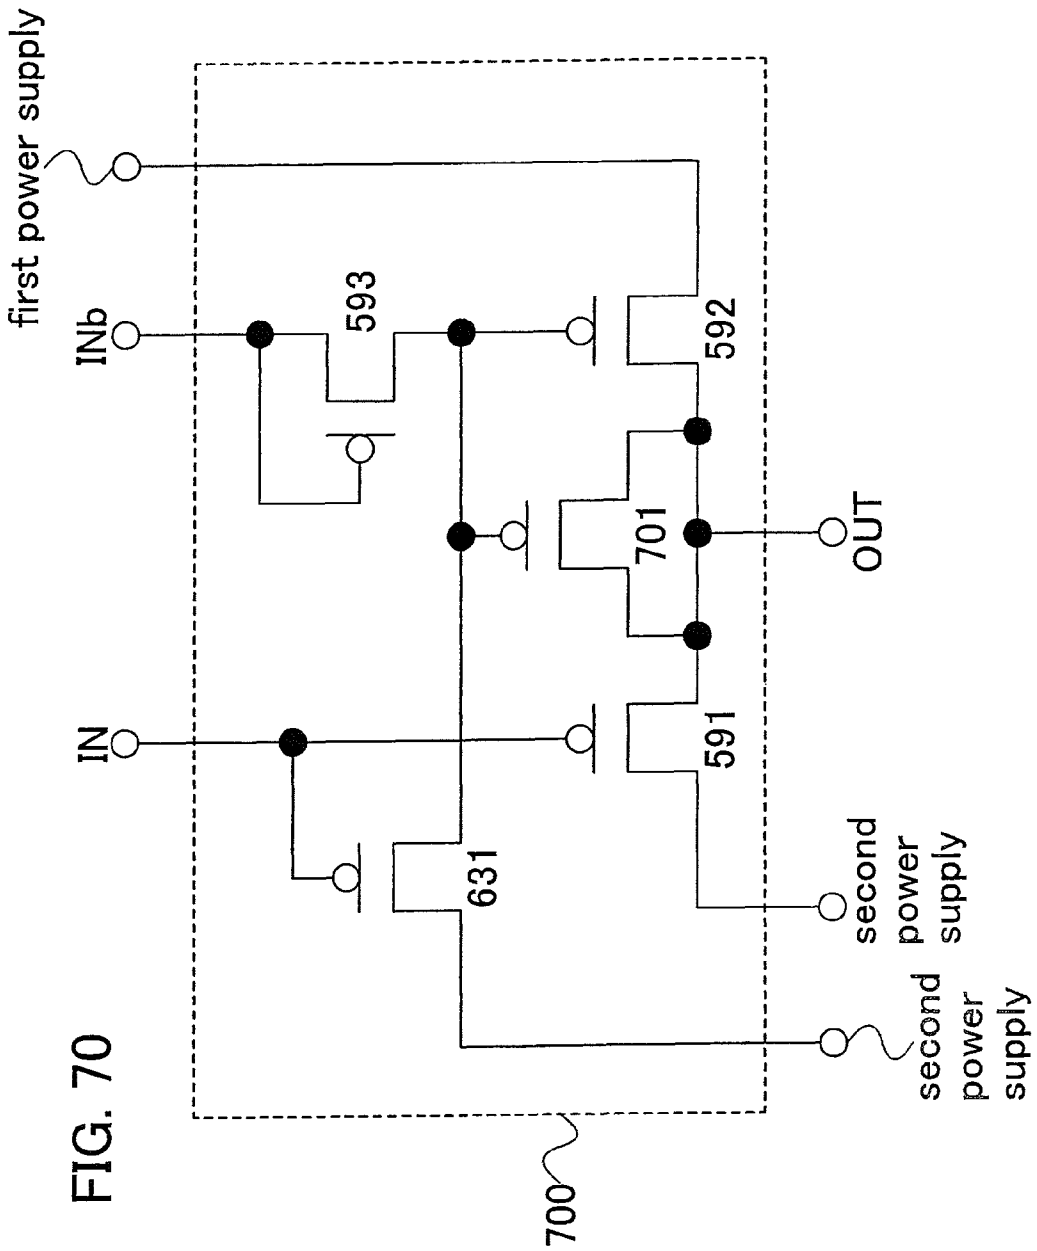 FIG. 70
IN
INb
first power supply
593
631
701
591
592
OUT
second
power
supply
second
power
supply
700